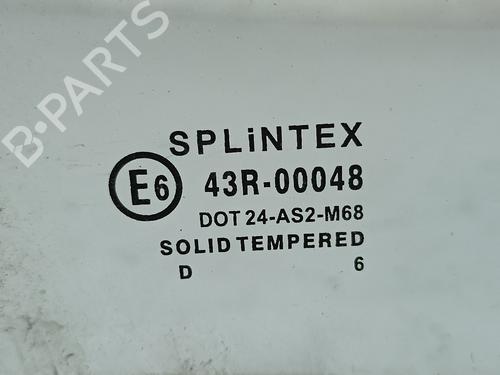 B-PARTS
SPLiNTEX
E6 43R-00048
DOT 24-AS2-M68
SOLID TEMPERED
D 6